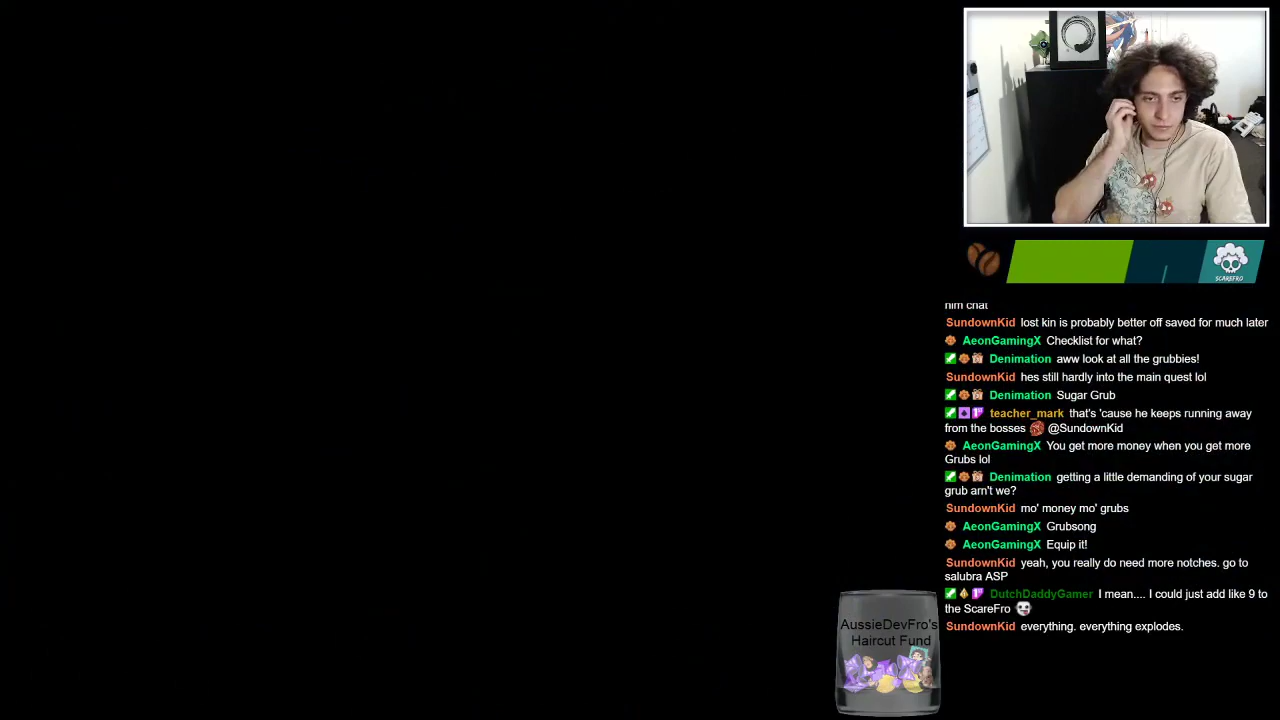 SCAREFRO
him chat
SundownKid lost kin is probably better off saved for much later
AeonGamingX Checklist for what?
Denimation aww look at all the grubbies!
SundownKid hes still hardly into the main quest lol
Denimation Sugar Grub
teacher_mark that's 'cause he keeps running away
from the bosses @SundownKid
AeonGamingX You get more money when you get more
Grubs lol
Denimation getting a little demanding of your sugar
grub arn't we?
SundownKid mo' money mo' grubs
AeonGamingX Grubsong
AeonGamingX Equip it!
SundownKid yeah, you really do need more notches. go to
salubra ASP
DutchDaddyGamer I mean.... I could just add like 9 to
the ScareFro
SundownKid everything. everything explodes.
AussieDevFro's
Haircut Fund